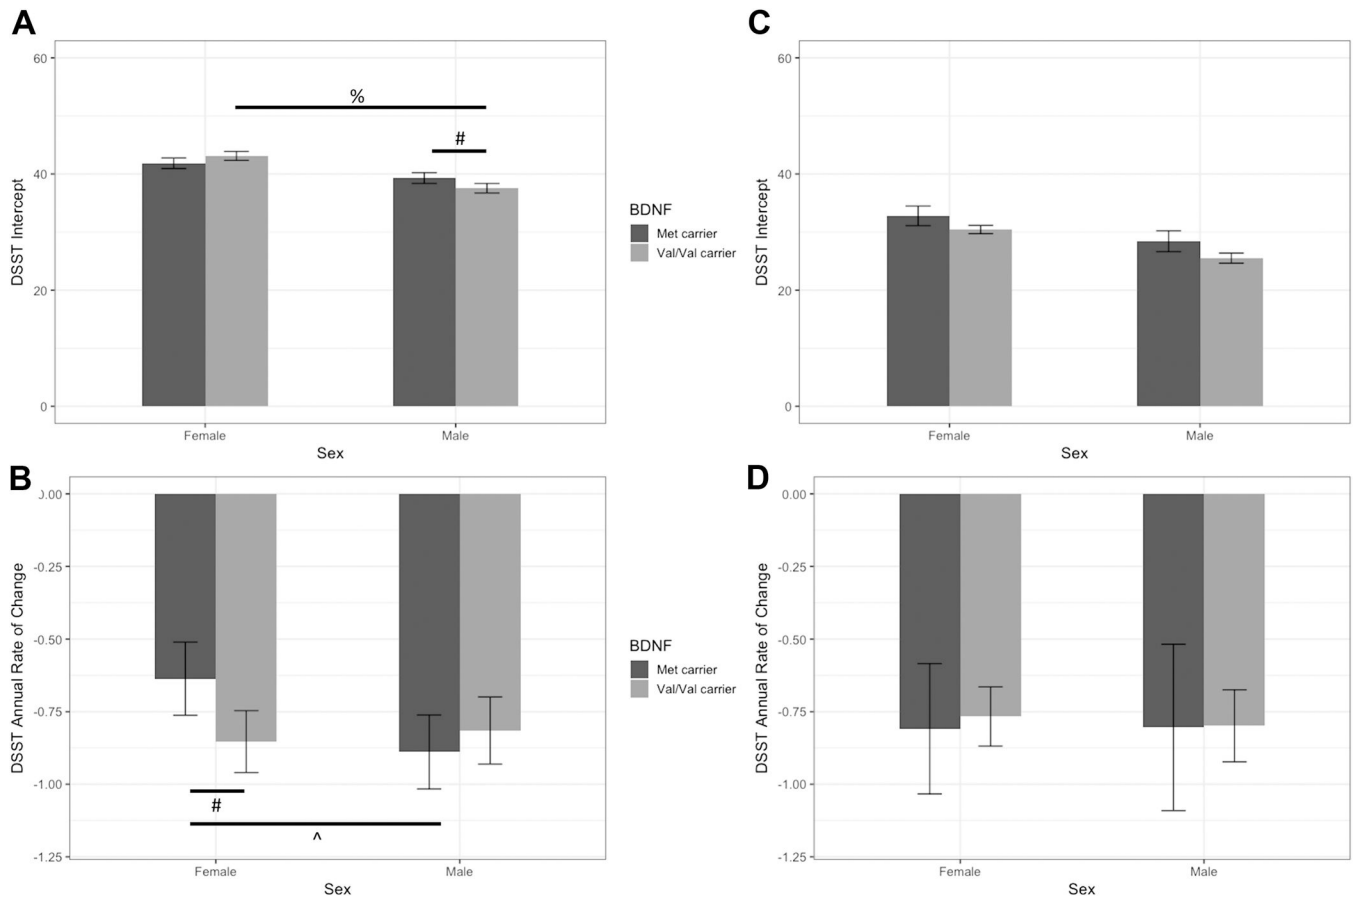 A
60
40
20
0
DSST Intercept
%
#
Female
Male
Sex
BDNF
Met carrier
Val/Val carrier
C
60
40
20
0
DSST Intercept
Female
Male
Sex
B
0.00
-0.25
-0.50
-0.75
-1.00
-1.25
DSST Annual Rate of Change
#
^
Female
Male
Sex
BDNF
Met carrier
Val/Val carrier
D
0.00
-0.25
-0.50
-0.75
-1.00
-1.25
DSST Annual Rate of Change
Female
Male
Sex